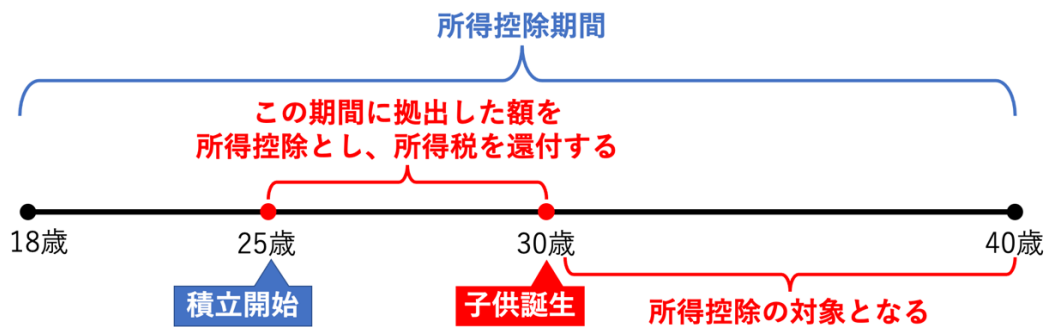 所得控除期間
この期間に拠出した額を
所得控除とし、所得税を還付する
18歳
25歳
30歳
40歳
積立開始
子供誕生
所得控除の対象となる